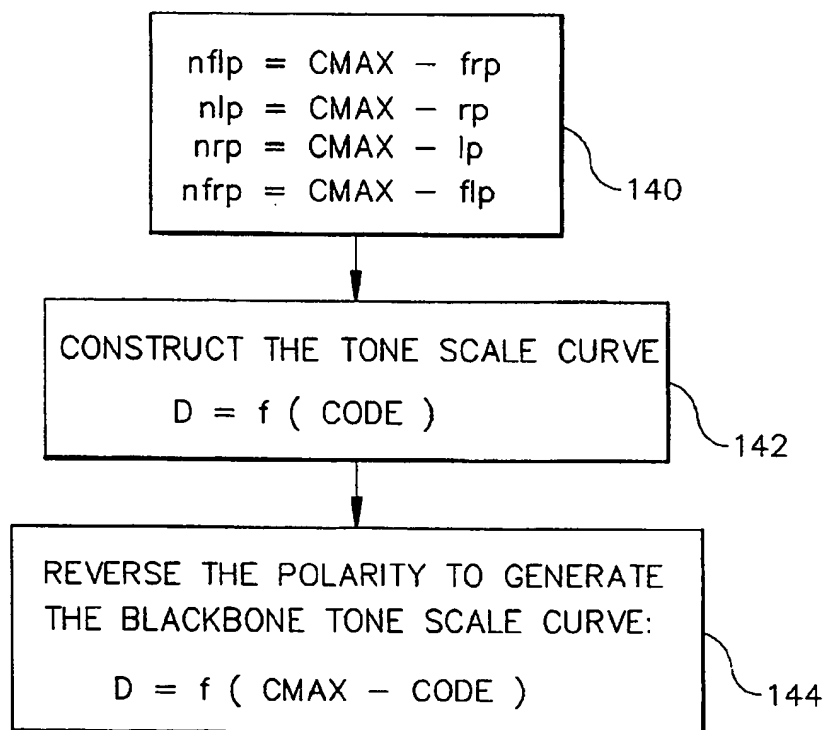 nflp = CMAX - frp
nlp = CMAX - rp
nrp = CMAX - lp
nfrp = CMAX - flp
140
CONSTRUCT THE TONE SCALE CURVE
D = f ( CODE )
142
REVERSE THE POLARITY TO GENERATE
THE BLACKBONE TONE SCALE CURVE:
D = f ( CMAX - CODE )
144